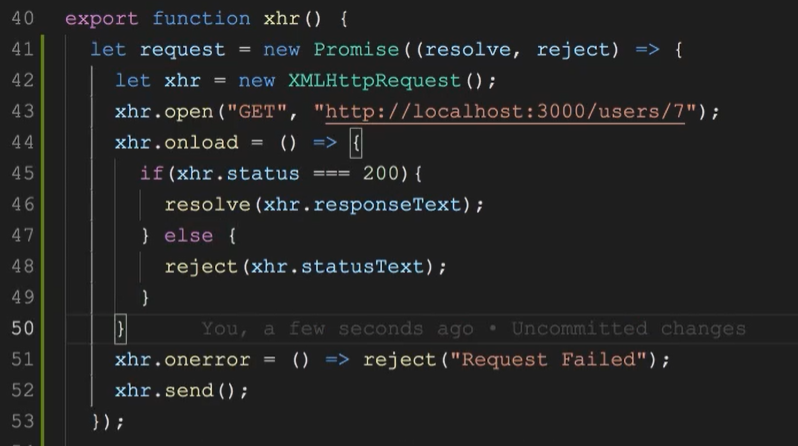 40 export function xhr() {
41 let request = new Promise((resolve, reject) => {
42 let xhr = new XMLHttpRequest();
43 xhr.open("GET", "http://localhost:3000/users/7");
44 xhr.onload = () => {
45 if(xhr.status === 200){
46 resolve(xhr.responseText);
47 } else {
48 reject(xhr.statusText);
49 }
50 } You, a few seconds ago • Uncommitted changes
51 xhr.onerror = () => reject("Request Failed");
52 xhr.send();
53 });